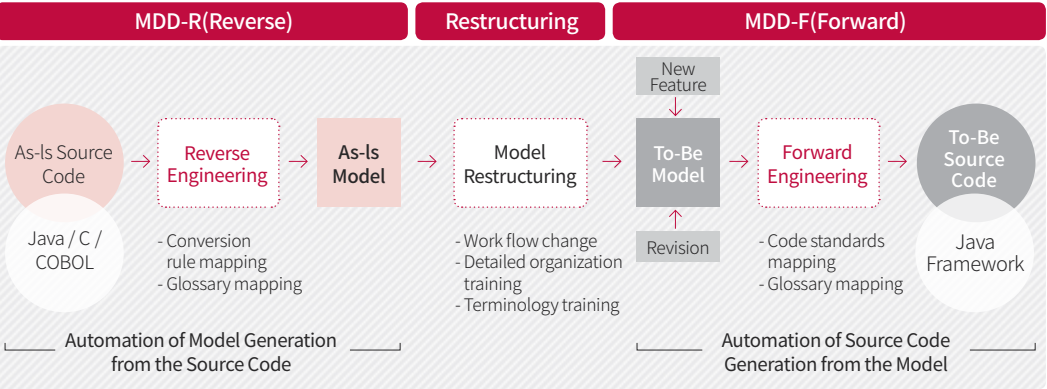 MDD-R(Reverse)
Restructuring
MDD-F(Forward)
New
Feature
As-Is Source
Code
Reverse
Engineering
As-Is
Model
Model
Restructuring
To-Be
Model
Forward
Engineering
To-Be
Source
Code
Java / C /
COBOL
- Conversion
rule mapping
- Glossary mapping
- Work flow change
- Detailed organization
training
- Terminology training
Revision
- Code standards
mapping
- Glossary mapping
Java
Framework
Automation of Model Generation
from the Source Code
Automation of Source Code
Generation from the Model